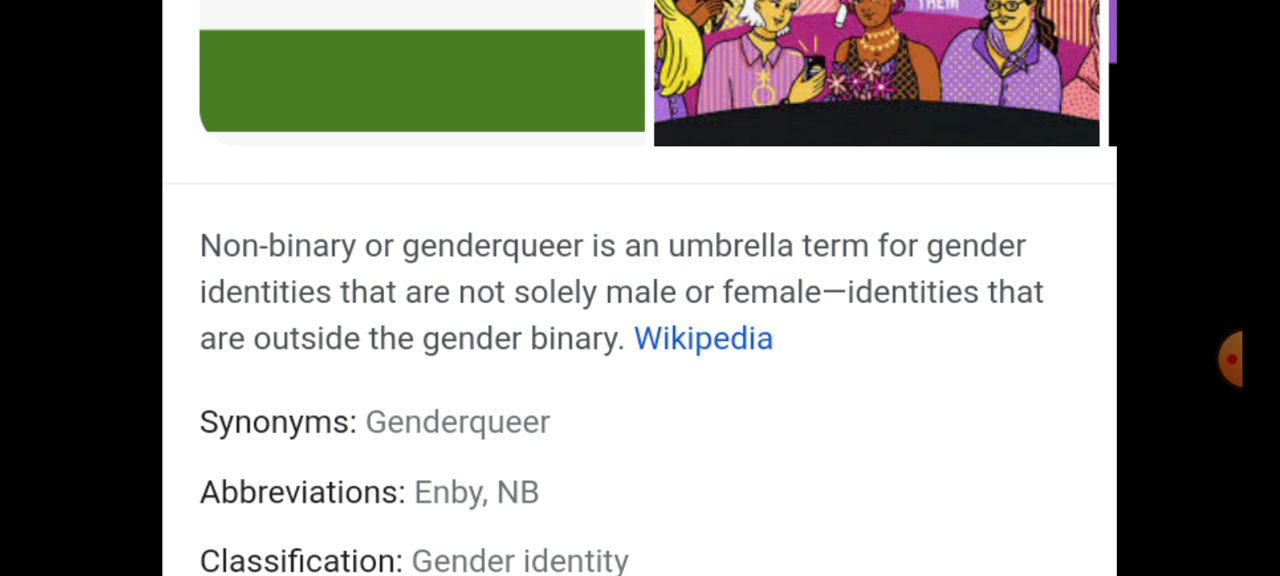 THEM
Non-binary or genderqueer is an umbrella term for gender
identities that are not solely male or female—identities that
are outside the gender binary. Wikipedia
Synonyms: Genderqueer
Abbreviations: Enby, NB
Classification: Gender identity